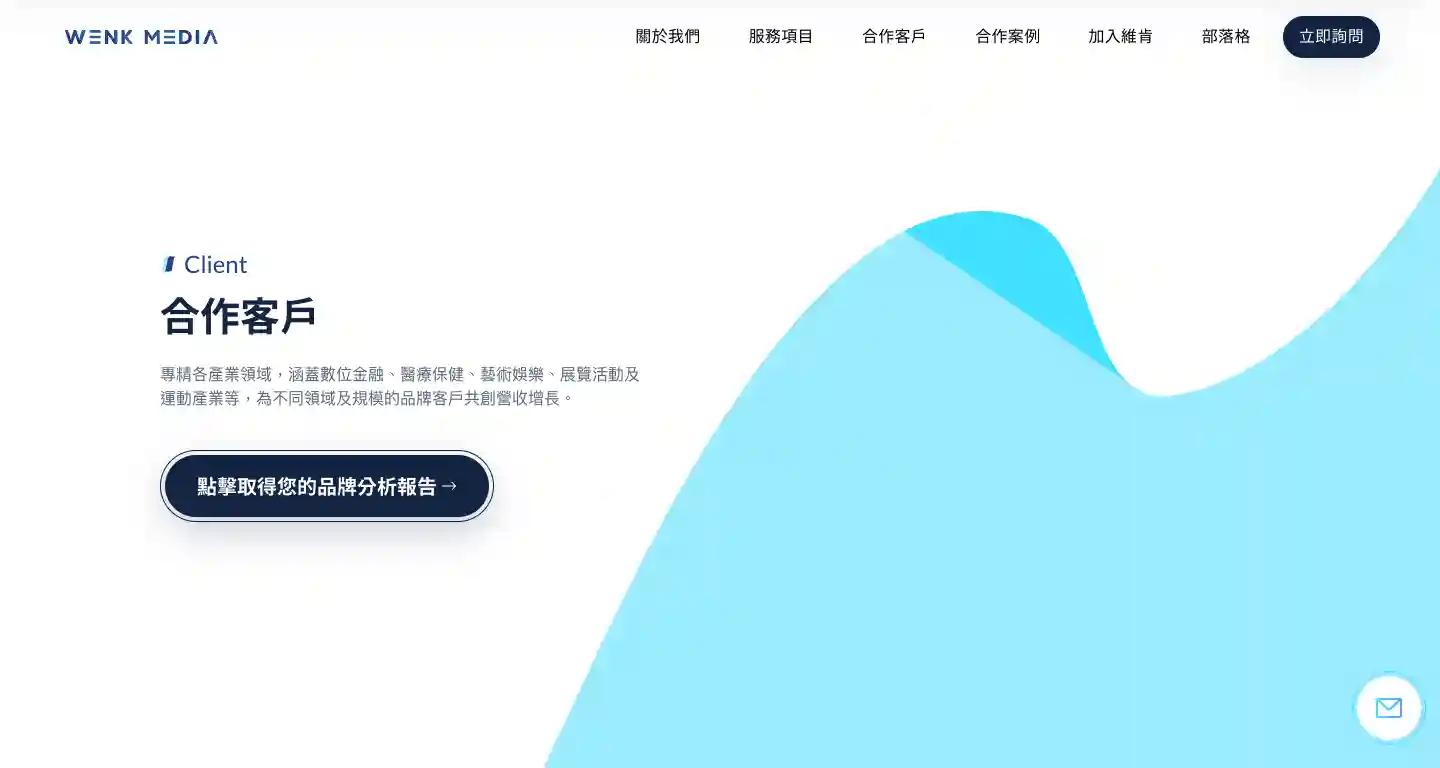 WENK MEDIA
關於我們
服務項目
合作客戶
合作案例
加入維肯
部落格
立即詢問
Client
合作客戶
專精各產業領域，涵蓋數位金融、醫療保健、藝術娛樂、展覽活動及
運動產業等，為不同領域及規模的品牌客戶共創營收增長。
點擊取得您的品牌分析報告→